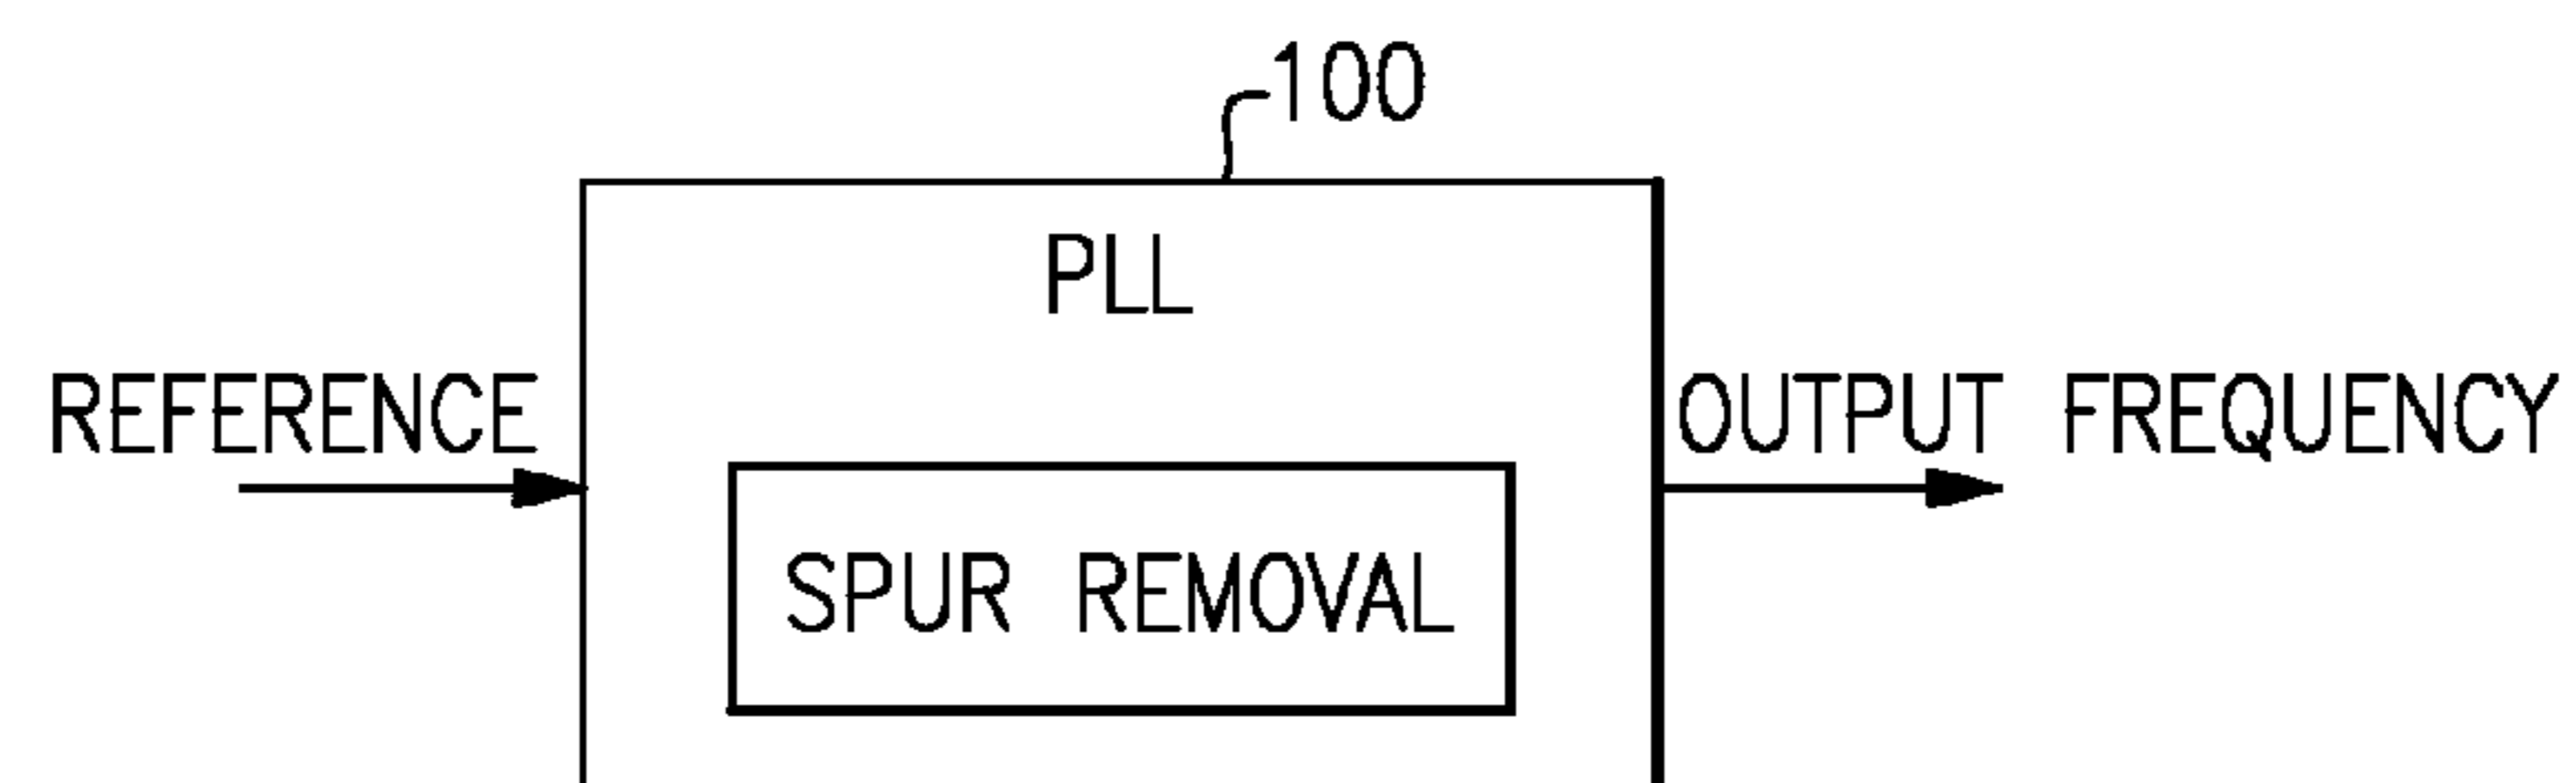 100
PLL
REFERENCE
OUTPUT FREQUENCY
SPUR REMOVAL